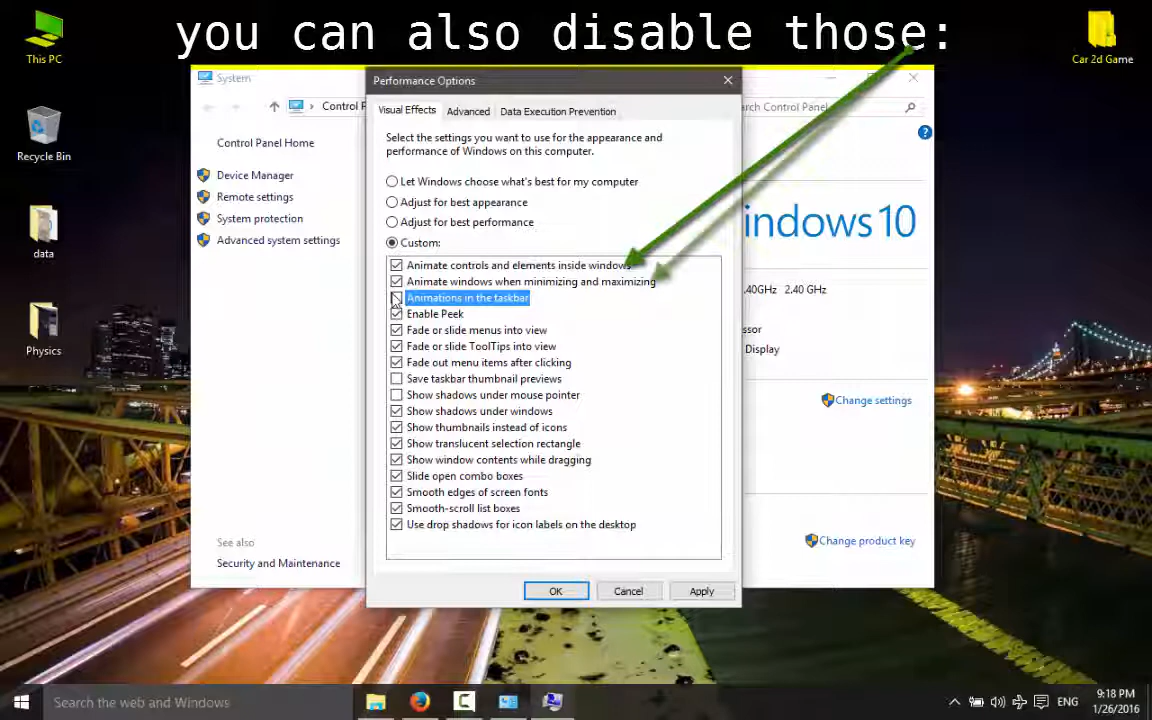 you can also disable those:
This PC
Recycle Bin
data
Physics
Car 2d Game
System
Control P
Control Panel Home
Device Manager
Remote settings
System protection
Advanced system settings
See also
Security and Maintenance
Performance Options
Visual Effects
Advanced
Data Execution Prevention
Select the settings you want to use for the appearance and
performance of Windows on this computer.
Let Windows choose what's best for my computer
Adjust for best appearance
Adjust for best performance
Custom:
Animate controls and elements inside windows
Animate windows when minimizing and maximizing
Animations in the taskbar
Enable Peek
Fade or slide menus into view
Fade or slide ToolTips into view
Fade out menu items after clicking
Save taskbar thumbnail previews
Show shadows under mouse pointer
Show shadows under windows
Show thumbnails instead of icons
Show translucent selection rectangle
Show window contents while dragging
Slide open combo boxes
Smooth edges of screen fonts
Smooth-scroll list boxes
Use drop shadows for icon labels on the desktop
OK
Cancel
Apply
arch Control Panel
indows 10
.40GHz 2.40 GHz
ssor
Display
Change settings
Change product key
Search the web and Windows
ENG
9:18 PM
1/26/2016